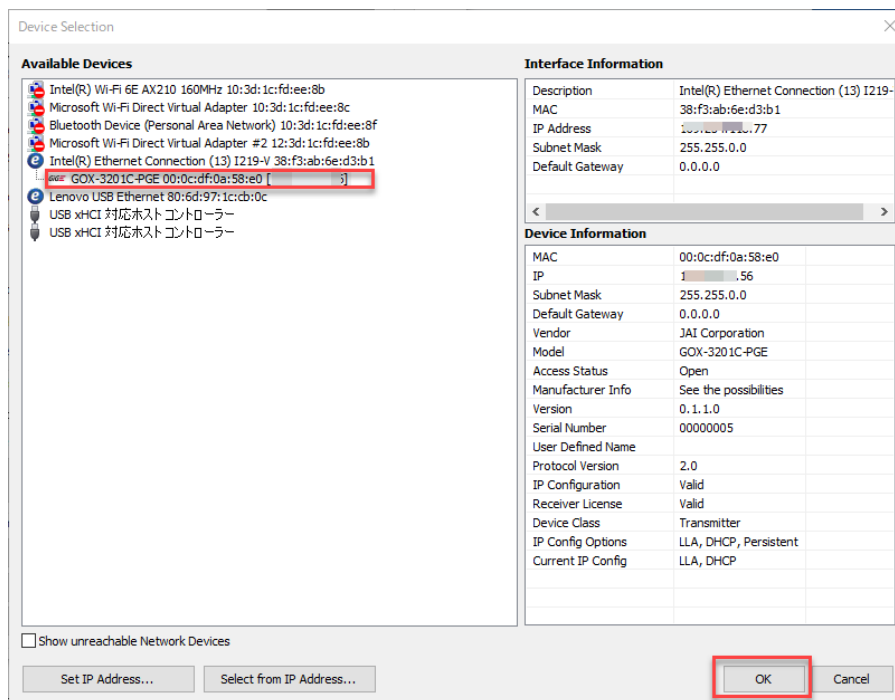 Device Selection
Available Devices
Intel(R) Wi-Fi 6E AX210 160MHz 10:3d:1c:fd:ee:8b
Microsoft Wi-Fi Direct Virtual Adapter 10:3d:1c:fd:ee:8c
Bluetooth Device (Personal Area Network) 10:3d:1c:fd:ee:8f
Microsoft Wi-Fi Direct Virtual Adapter #2 12:3d:1c:fd:ee:8b
Intel(R) Ethernet Connection (13) I219-V 38:f3:ab:6e:d3:b1
GOX-3201C-PGE 00:0c:df:0a:58:e0 [
Lenovo USB Ethernet 80:6d:97:1c:cb:0c
USB xHCI 対応ホスト コントローラー
USB xHCI 対応ホスト コントローラー
Show unreachable Network Devices
Set IP Address...
Select from IP Address...
Interface Information
Description Intel(R) Ethernet Connection (13) I219-
MAC 38:f3:ab:6e:d3:b1
IP Address .77
Subnet Mask 255.255.0.0
Default Gateway 0.0.0.0
Device Information
MAC 00:0c:df:0a:58:e0
IP 1 .56
Subnet Mask 255.255.0.0
Default Gateway 0.0.0.0
Vendor JAI Corporation
Model GOX-3201C-PGE
Access Status Open
Manufacturer Info See the possibilities
Version 0.1.1.0
Serial Number 00000005
User Defined Name
Protocol Version 2.0
IP Configuration Valid
Receiver License Valid
Device Class Transmitter
IP Config Options LLA, DHCP, Persistent
Current IP Config LLA, DHCP
OK
Cancel